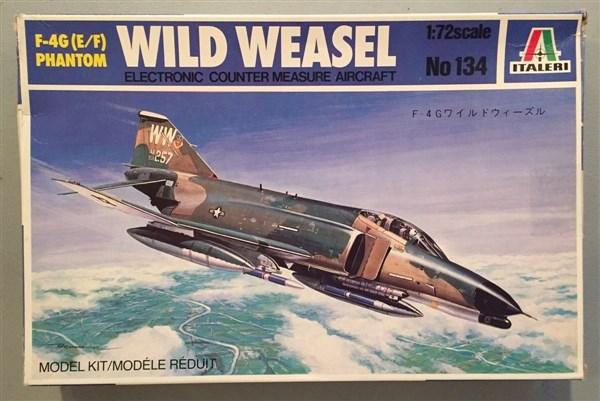 F-4G (E/F)
PHANTOM
WILD WEASEL
ELECTRONIC COUNTER MEASURE AIRCRAFT
1:72scale
No 134
ITALERI
F-4Gワイルドウィーズル
WW
257
MODEL KIT/MODÉLE RÉDUIT